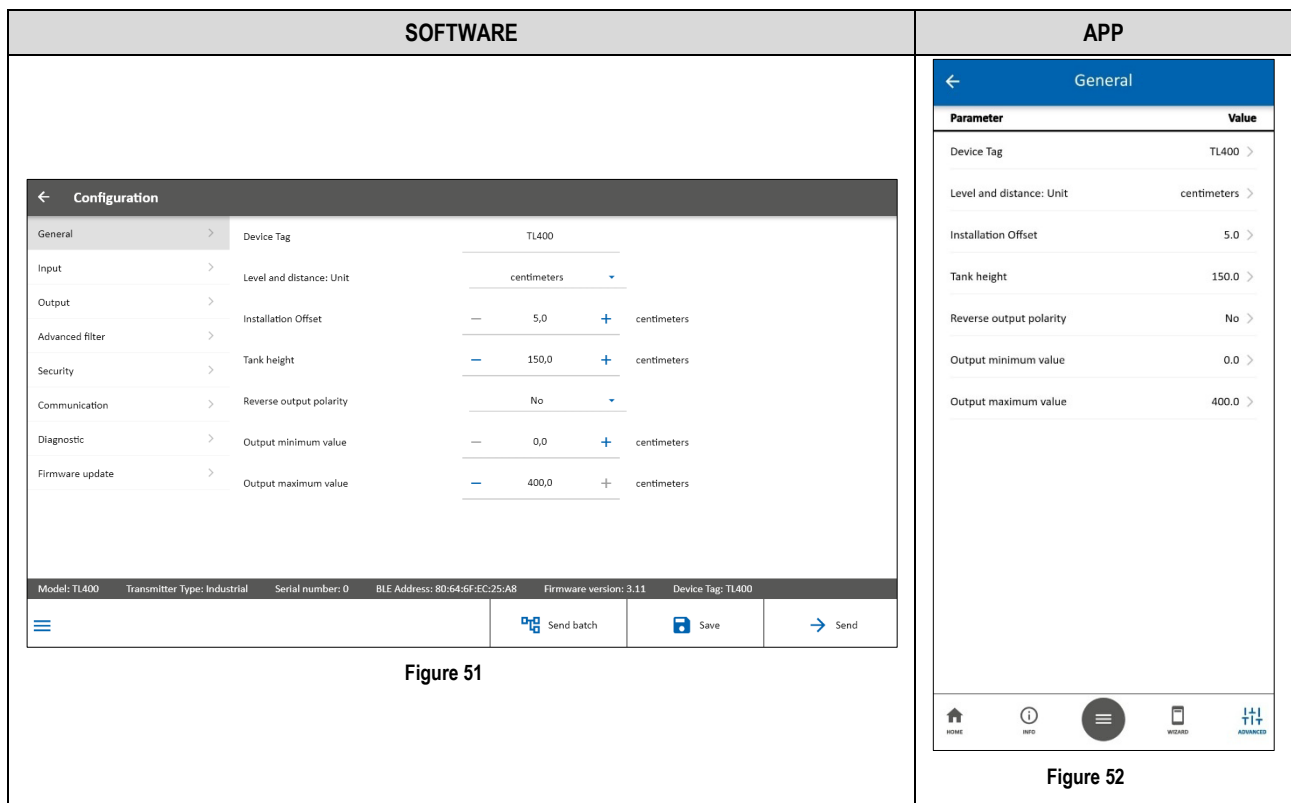 SOFTWARE
APP
← Configuration
General
Input
Output
Advanced filter
Security
Communication
Diagnostic
Firmware update
Device Tag TL400
Level and distance: Unit centimeters
Installation Offset — 5,0 + centimeters
Tank height — 150,0 + centimeters
Reverse output polarity No
Output minimum value — 0,0 + centimeters
Output maximum value — 400,0 + centimeters
Model: TL400 Transmitter Type: Industrial Serial number: 0 BLE Address: 80:64:6F:EC:25:A8 Firmware version: 3.11 Device Tag: TL400
Send batch Save Send
Figure 51
General
Parameter Value
Device Tag TL400
Level and distance: Unit centimeters
Installation Offset 5.0
Tank height 150.0
Reverse output polarity No
Output minimum value 0.0
Output maximum value 400.0
HOME INFO WIZARD ADVANCED
Figure 52